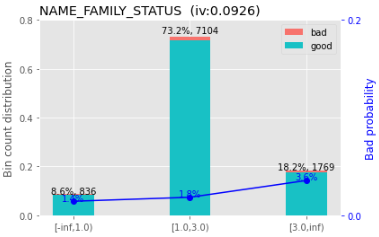 NAME_FAMILY_STATUS (iv:0.0926)
0.8
0.6
0.4
0.2
0.0
Bin count distribution
73.2%, 7104
8.6%, 836
18.2%, 1769
1.8%
3.6%
bad
good
0.2
0.0
Bad probability
[-inf,1.0)
[1.0,3.0)
[3.0,inf)